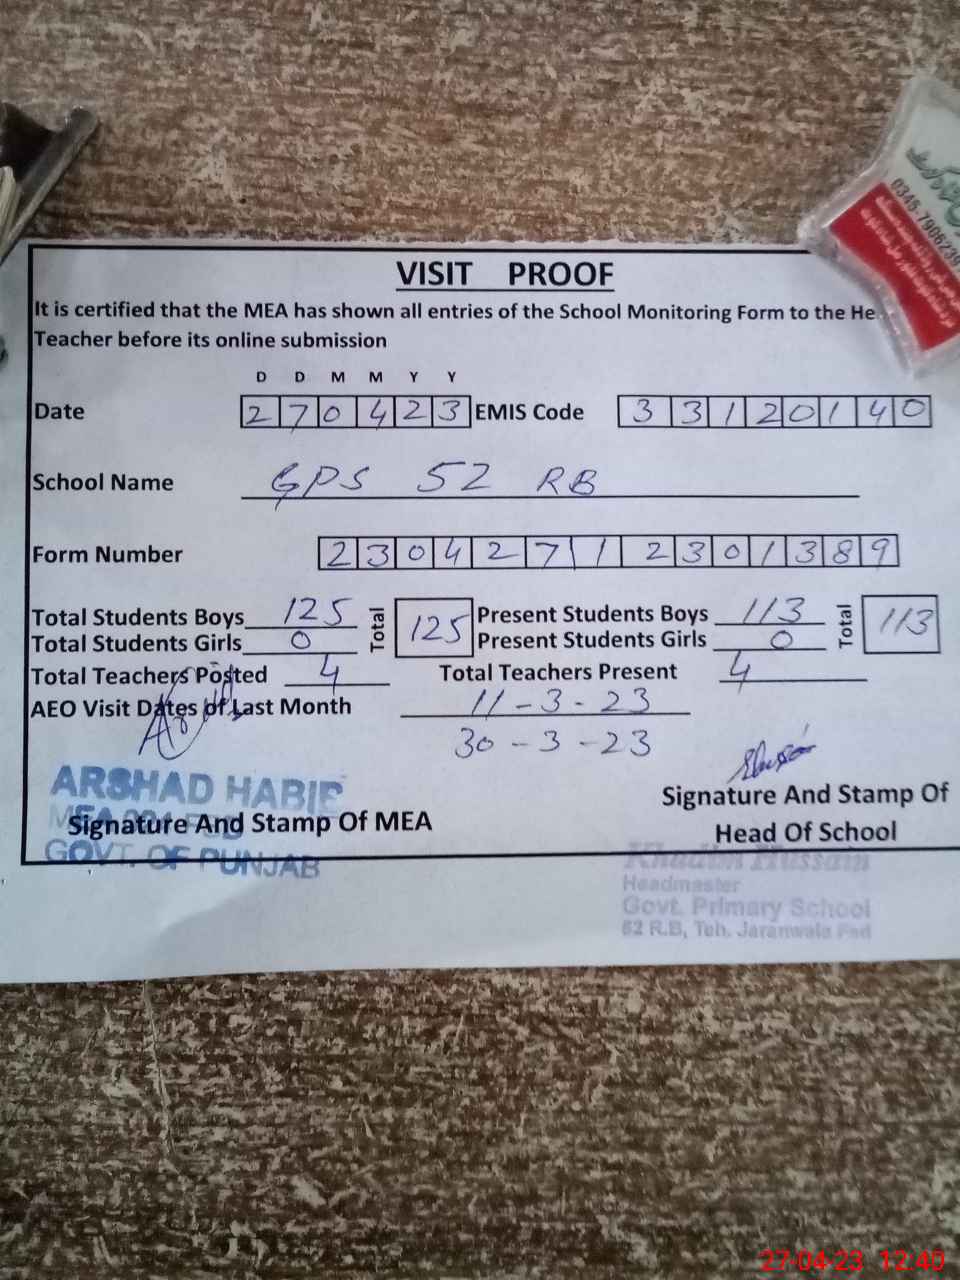 VISIT PROOF
It is certified that the MEA has shown all entries of the School Monitoring Form to the He
Teacher before its online submission
D D M M Y Y
Date 270423 EMIS Code 33120140
School Name GPS 52 RB
Form Number 23042712301389
Total Students Boys 125 Total 125 Present Students Boys 113 Total 113
Total Students Girls 0 Present Students Girls 0
Total Teachers Posted 4 Total Teachers Present 4
AEO Visit Dates of Last Month 11-3-23
30-3-23
ARSHAD HABIB
MEA
Signature And Stamp Of MEA
GOVT. OF PUNJAB
Signature And Stamp Of
Head Of School
Khadim Hussain
Headmaster
Govt. Primary School
52 R.B, Teh. Jaranwala Fsd
27-04-23 12:40